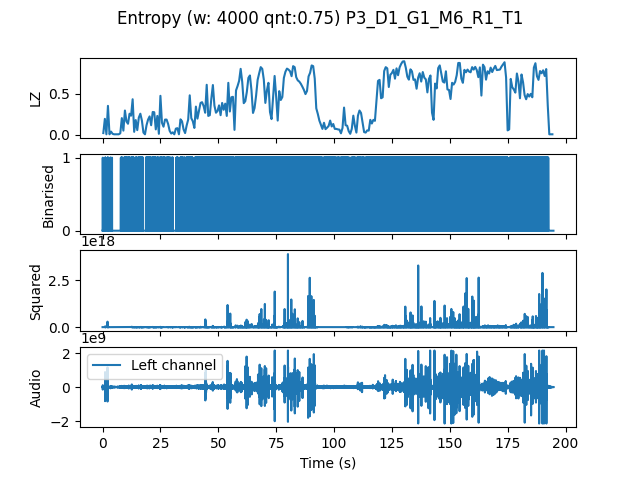 Entropy (w: 4000 qnt:0.75) P3_D1_G1_M6_R1_T1
LZ
0.5
0.0
Binarised
1
0
1e18
Squared
2.5
0.0
1e9
Audio
2
0
−2
Left channel
0 25 50 75 100 125 150 175 200
Time (s)